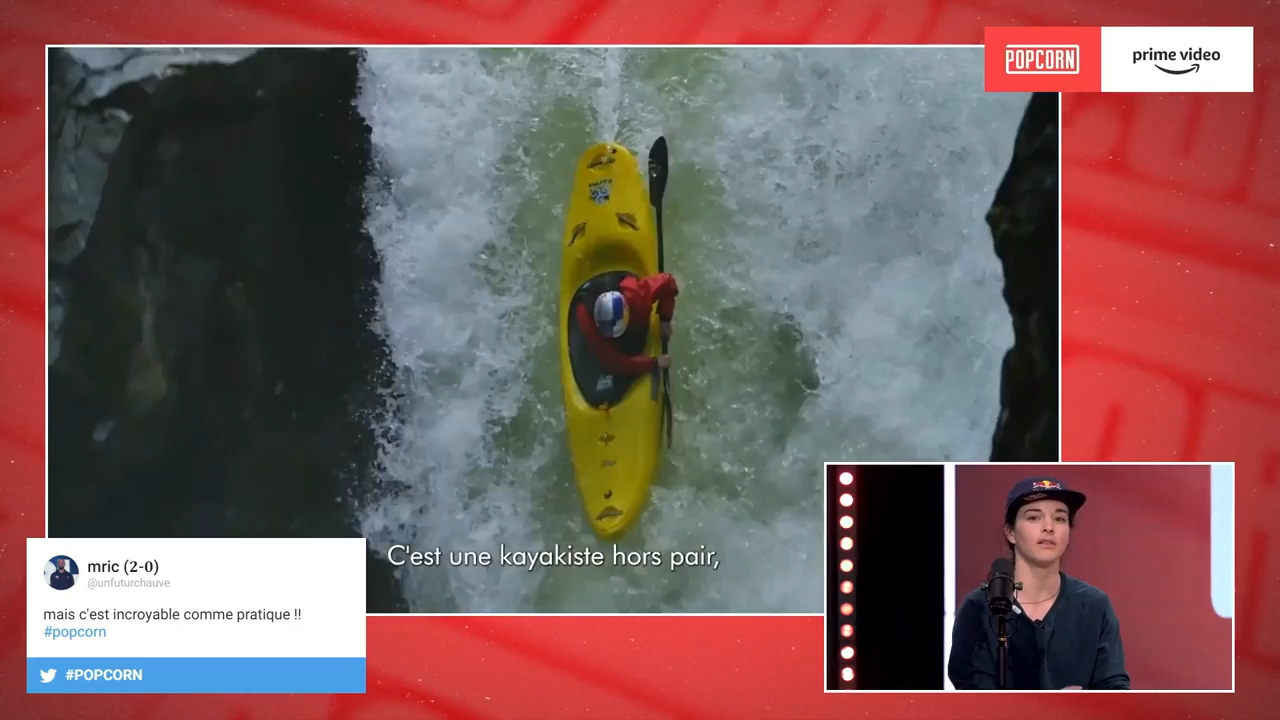 POPCORN
prime video
C'est une kayakiste hors pair,
mric (2-0)
@unfuturchauve
mais c'est incroyable comme pratique !!
#popcorn
#POPCORN